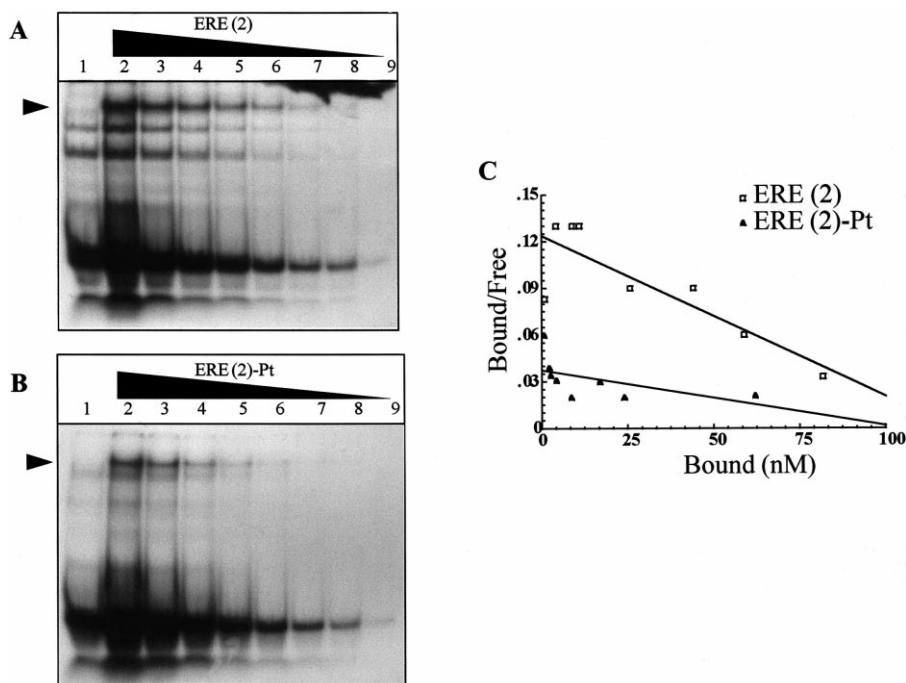 A
ERE (2)
1 2 3 4 5 6 7 8 9
B
ERE (2)-Pt
1 2 3 4 5 6 7 8 9
C
.15
.12
.09
.06
.03
0
0 25 50 75 100
Bound/Free
Bound (nM)
ERE (2)
ERE (2)-Pt